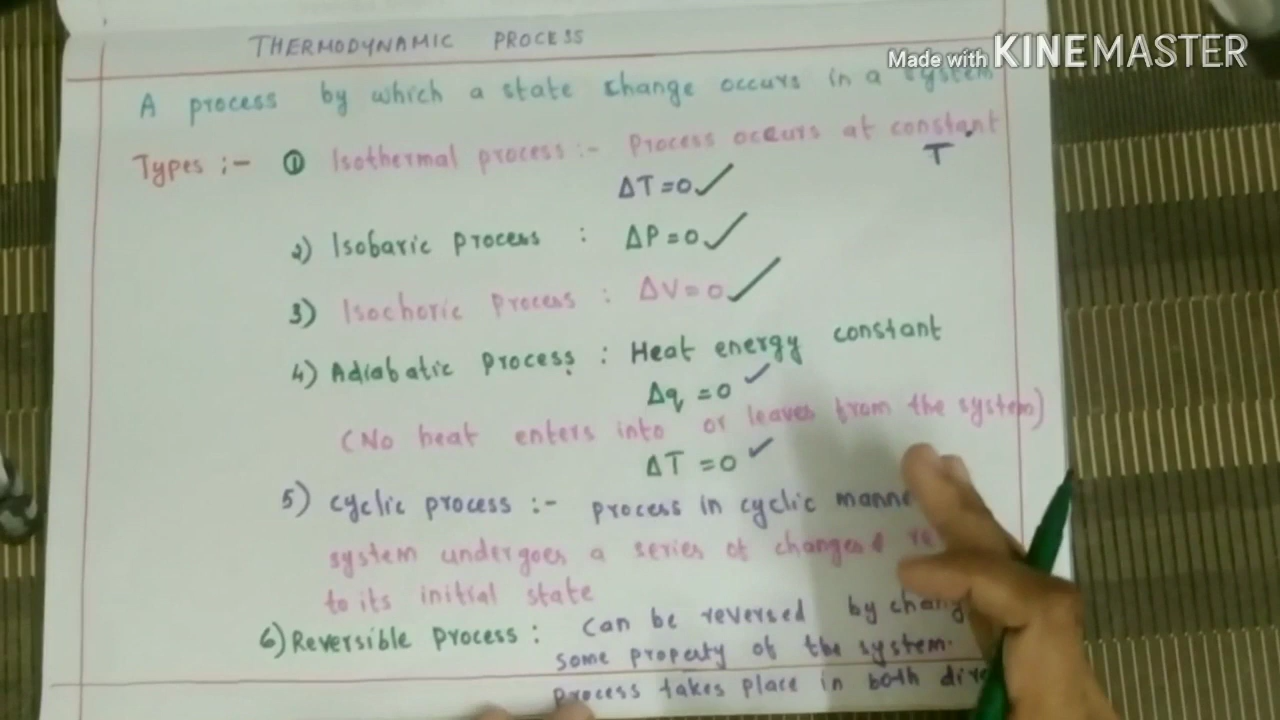 THERMODYNAMIC PROCESS
Made with KINEMASTER
A process by which a state change occurs in a system
Types :- ① Isothermal process :- Process occurs at constant
T
ΔT = 0 ✓
2) Isobaric process : ΔP = 0 ✓
3) Isochoric Process : ΔV = 0 ✓
4) Adiabatic process : Heat energy constant
Δq = 0 ✓
(No heat enters into or leaves from the system)
ΔT = 0 ✓
5) cyclic process :- process in cyclic
system undergoes a series of changes &
to its initial state
6) Reversible process : can be reversed by
some property of the system.
process takes place in both